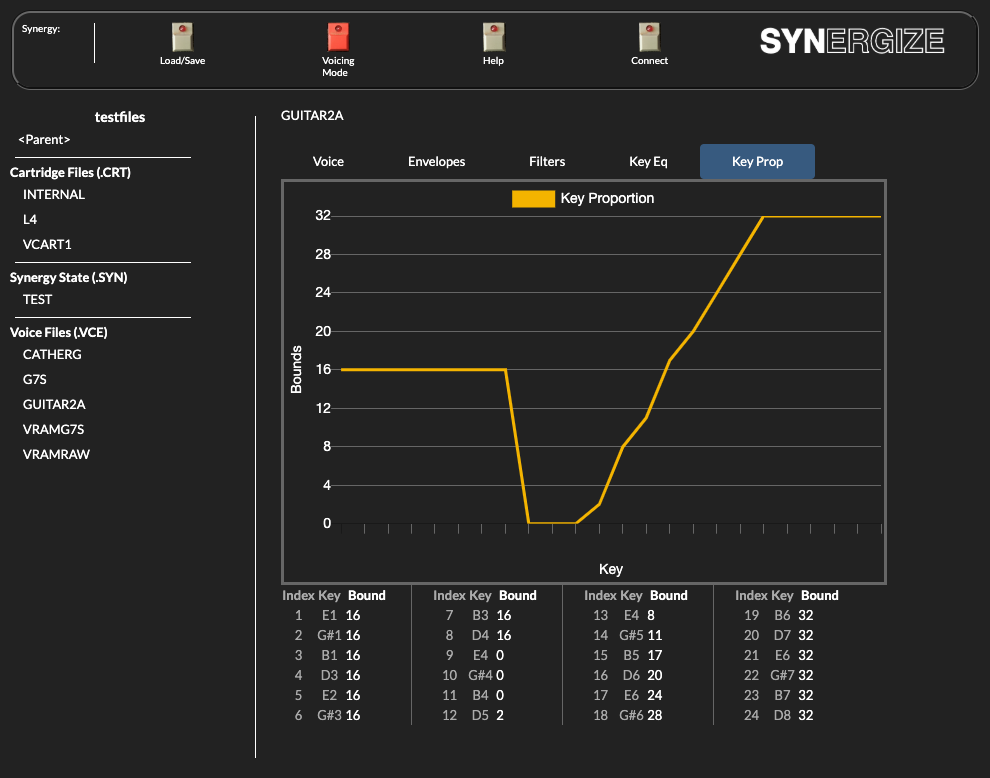 Synergy:
Load/Save
Voicing
Mode
Help
Connect
SYNERGIZE
testfiles
<Parent>
Cartridge Files (.CRT)
INTERNAL
L4
VCART1
Synergy State (.SYN)
TEST
Voice Files (.VCE)
CATHERG
G7S
GUITAR2A
VRAMG7S
VRAMRAW
GUITAR2A
Voice Envelopes Filters Key Eq Key Prop
Key Proportion
32
28
24
20
16
12
8
4
0
Bounds
Key
Index Key Bound Index Key Bound Index Key Bound Index Key Bound
1 E1 16 7 B3 16 13 E4 8 19 B6 32
2 G#1 16 8 D4 16 14 G#5 11 20 D7 32
3 B1 16 9 E4 0 15 B5 17 21 E6 32
4 D3 16 10 G#4 0 16 D6 20 22 G#7 32
5 E2 16 11 B4 0 17 E6 24 23 B7 32
6 G#3 16 12 D5 2 18 G#6 28 24 D8 32